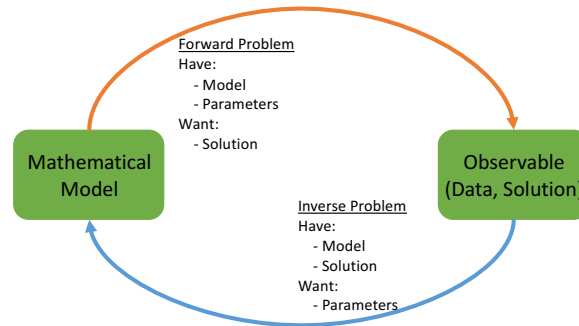 Forward Problem
Have:
- Model
- Parameters
Want:
- Solution
Mathematical
Model
Observable
(Data, Solution)
Inverse Problem
Have:
- Model
- Solution
Want:
- Parameters